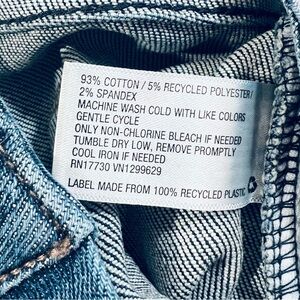 93% COTTON / 5% RECYCLED POLYESTER/
2% SPANDEX
MACHINE WASH COLD WITH LIKE COLORS
GENTLE CYCLE
ONLY NON-CHLORINE BLEACH IF NEEDED
TUMBLE DRY LOW, REMOVE PROMPTLY
COOL IRON IF NEEDED
RN17730 VN1299629
LABEL MADE FROM 100% RECYCLED PLASTIC